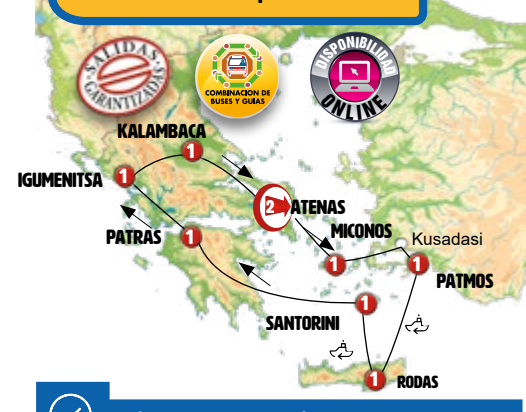 SALIDAS
GARANTIZADAS
COMBINACION DE
BUSES Y GUÍAS
DISPONIBILIDAD
ONLINE
KALAMBACA
1
IGUMENITSA
1
2
ATENAS
MICONOS
Kusadasi
PATRAS
1
1
1
PATMOS
SANTORINI
1
1
RODAS